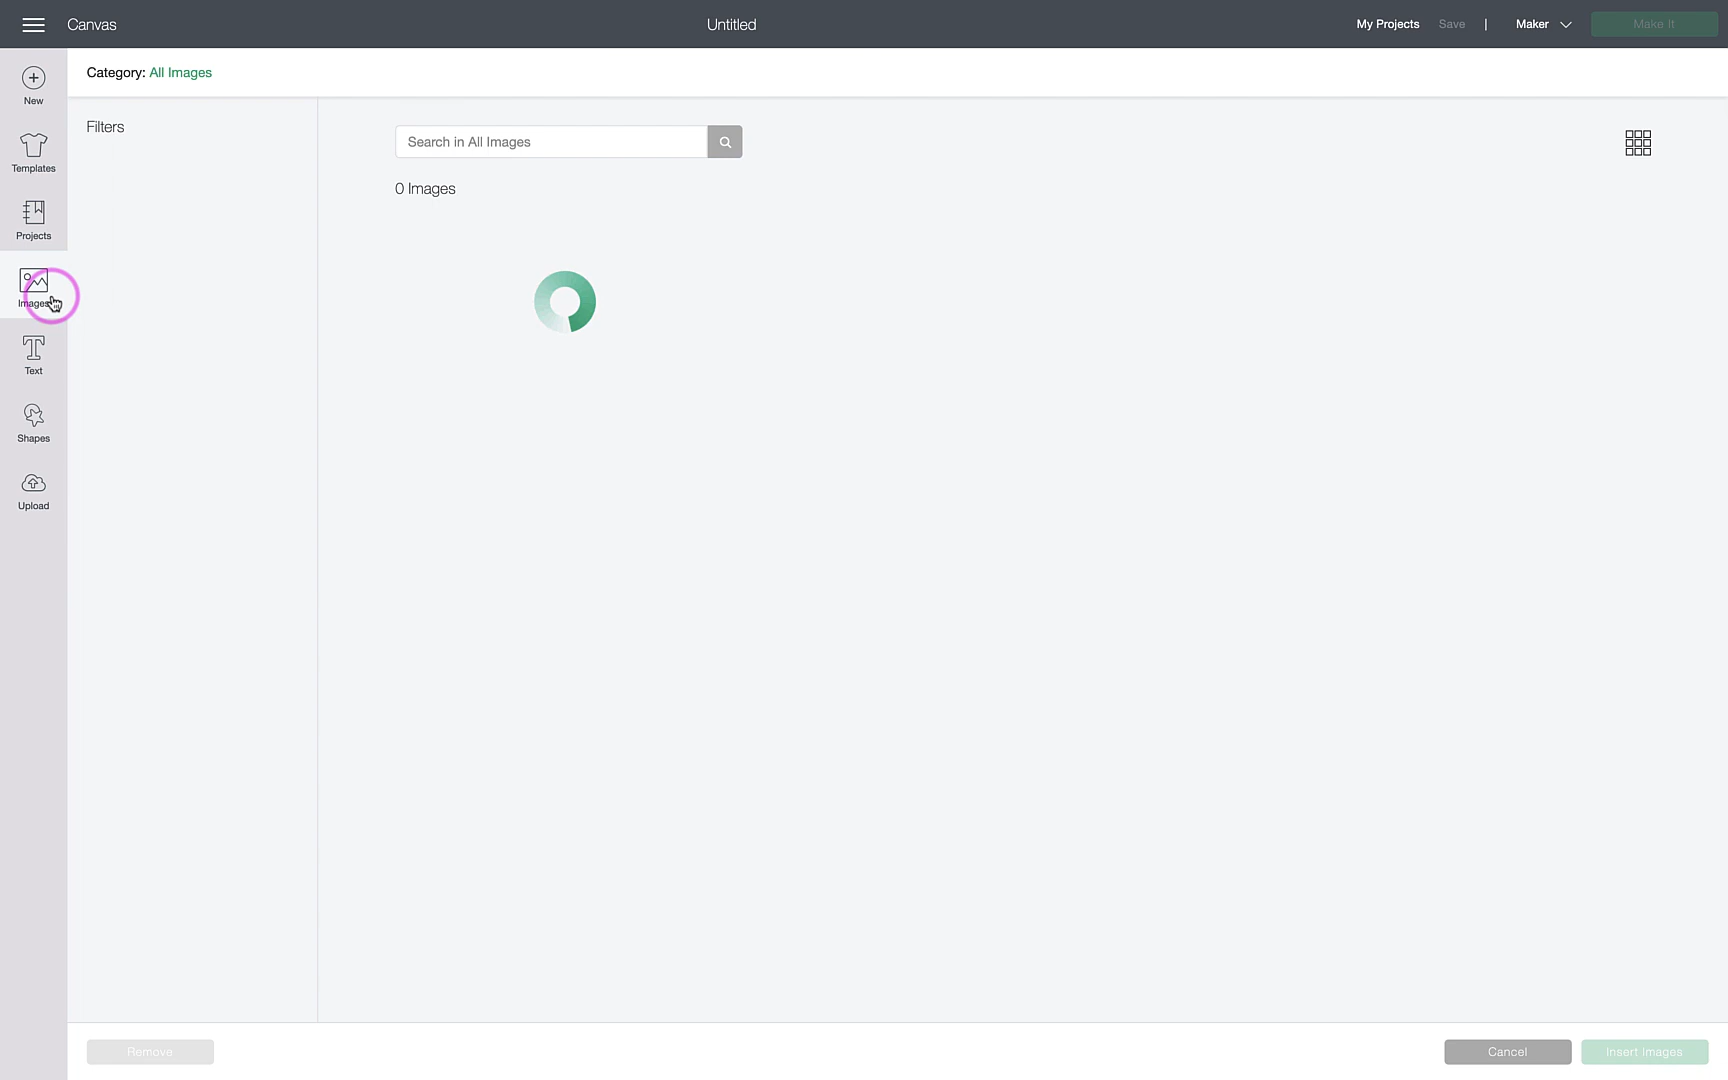 Canvas
Untitled
My Projects Save | Maker Make It
Category: All Images
New
Templates
Projects
Images
Text
Shapes
Upload
Filters
Search in All Images
0 Images
Remove
Cancel
Insert Images